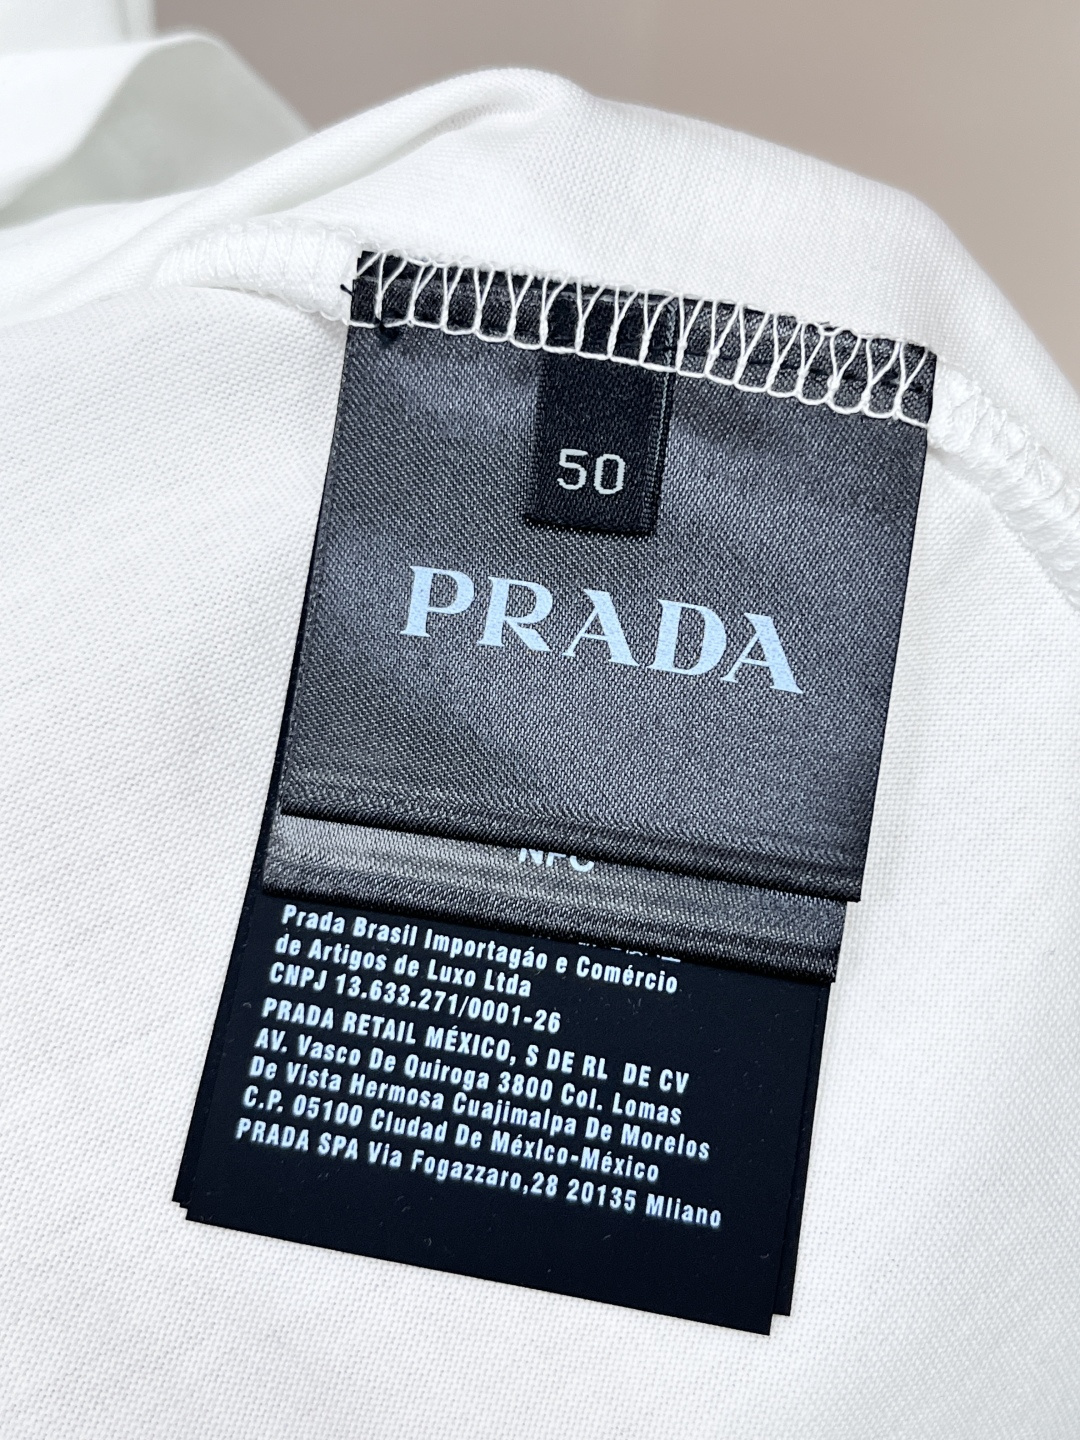 50
PRADA
NFC
Prada Brasil Importagáo e Comércio
de Artigos de Luxo Ltda
CNPJ 13.633.271/0001-26
PRADA RETAIL MÉXICO, S DE RL DE CV
AV. Vasco De Quiroga 3800 Col. Lomas
De Vista Hermosa Cuajimalpa De Morelos
C.P. 05100 Cludad De Méxlco-México
PRADA SPA Via Fogazzaro,28 20135 Mllano